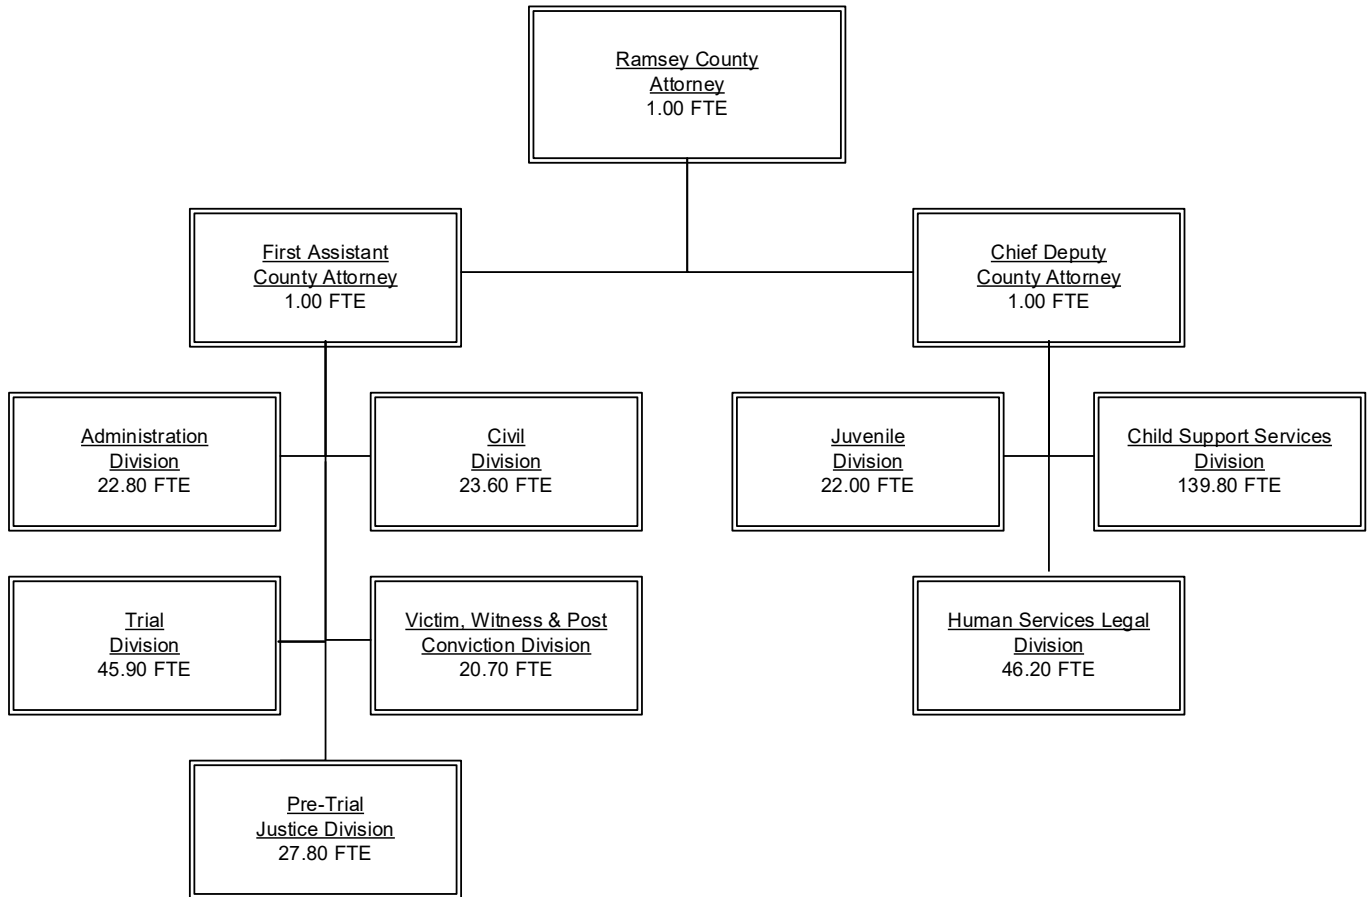 Ramsey County
Attorney
1.00 FTE
First Assistant
County Attorney
1.00 FTE
Chief Deputy
County Attorney
1.00 FTE
Administration
Division
22.80 FTE
Civil
Division
23.60 FTE
Juvenile
Division
22.00 FTE
Child Support Services
Division
139.80 FTE
Trial
Division
45.90 FTE
Victim, Witness & Post
Conviction Division
20.70 FTE
Human Services Legal
Division
46.20 FTE
Pre-Trial
Justice Division
27.80 FTE